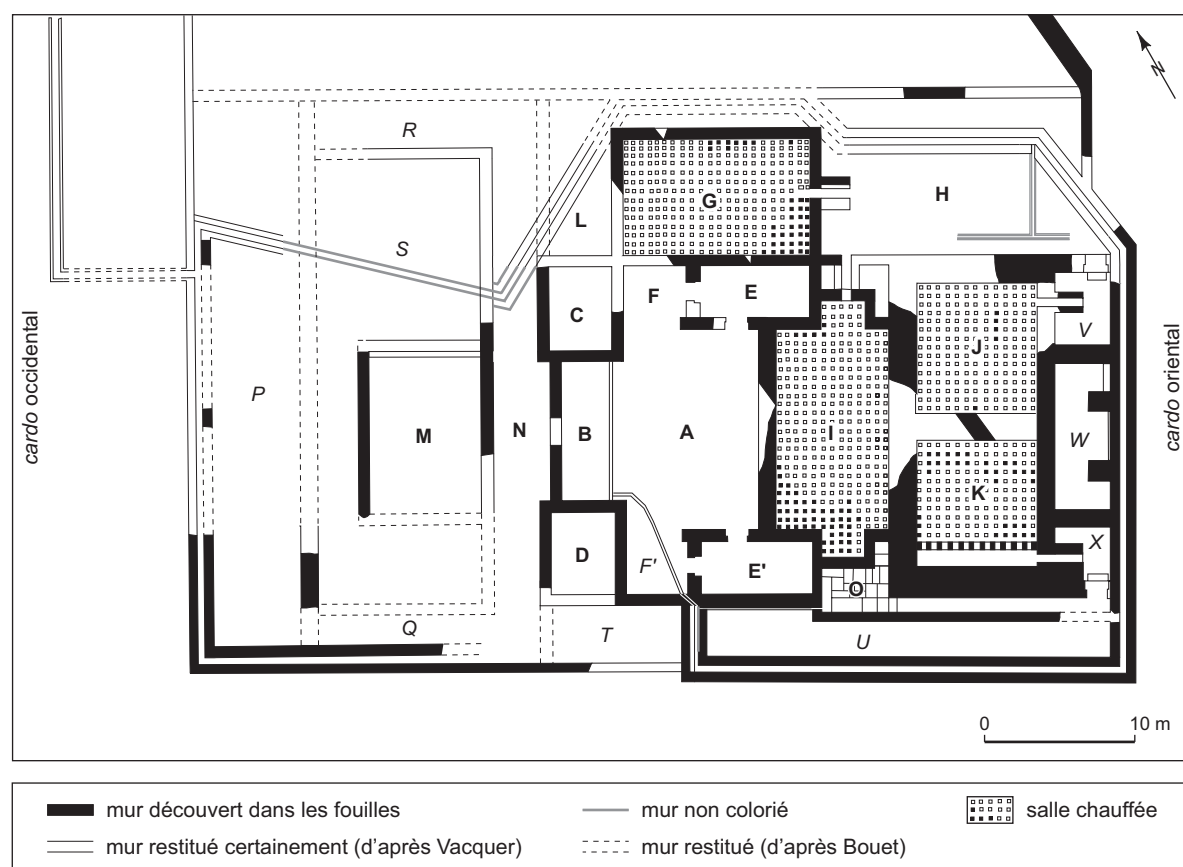 N
R
H
G
L
S
F
E
C
V
J
cardo occidental
cardo oriental
P
M
N
B
A
I
W
K
D
F'
E'
X
O
Q
T
U
0 10 m
mur découvert dans les fouilles
mur non colorié
salle chauffée
mur restitué certainement (d'après Vacquer)
mur restitué (d'après Bouet)